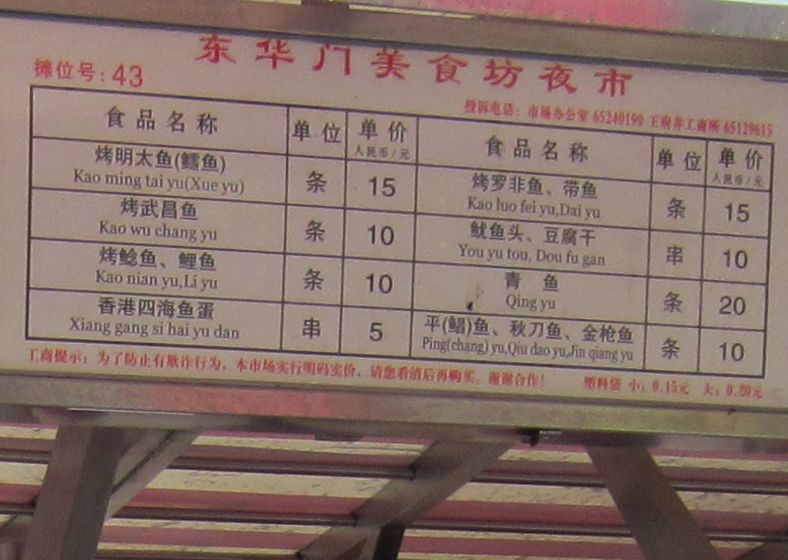 东华门美食坊夜市
摊位号：43
投诉电话：市场办公室 65240190 王府井工商所 65129615
食品名称 单位 单价 人民币/元 食品名称 单位 单价 人民币/元
烤明太鱼(鳕鱼) 条 15 烤罗非鱼、带鱼 条 15
Kao ming tai yu(Xue yu) Kao luo fei yu,Dai yu
烤武昌鱼 条 10 鱿鱼头、豆腐干 串 10
Kao wu chang yu You yu tou, Dou fu gan
烤鲶鱼、鲤鱼 条 10 青 鱼 条 20
Kao nian yu,Li yu Qing yu
香港四海鱼蛋 串 5 平(鲳)鱼、秋刀鱼、金枪鱼 条 10
Xiang gang si hai yu dan Ping(chang) yu,Qiu dao yu,Jin qiang yu
工商提示：为了防止有欺诈行为，本市场实行明码实价，请您看清后再购买，谢谢合作！ 塑料袋 小：0.15元 大：0.20元